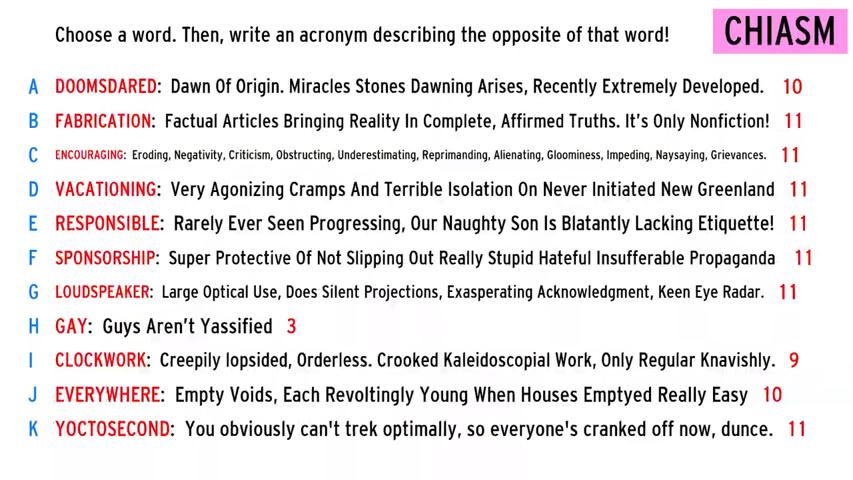 Choose a word. Then, write an acronym describing the opposite of that word!
CHIASM
A DOOMSDARED: Dawn Of Origin. Miracles Stones Dawning Arises, Recently Extremely Developed. 10
B FABRICATION: Factual Articles Bringing Reality In Complete, Affirmed Truths. It's Only Nonfiction! 11
C ENCOURAGING: Eroding, Negativity, Criticism, Obstructing, Underestimating, Reprimanding, Alienating, Gloominess, Impeding, Naysaying, Grievances. 11
D VACATIONING: Very Agonizing Cramps And Terrible Isolation On Never Initiated New Greenland 11
E RESPONSIBLE: Rarely Ever Seen Progressing, Our Naughty Son Is Blatantly Lacking Etiquette! 11
F SPONSORSHIP: Super Protective Of Not Slipping Out Really Stupid Hateful Insufferable Propaganda 11
G LOUDSPEAKER: Large Optical Use, Does Silent Projections, Exasperating Acknowledgment, Keen Eye Radar. 11
H GAY: Guys Aren't Yassified 3
I CLOCKWORK: Creepily lopsided, Orderless. Crooked Kaleidoscopial Work, Only Regular Knavishly. 9
J EVERYWHERE: Empty Voids, Each Revoltingly Young When Houses Emptyed Really Easy 10
K YOCTOSECOND: You obviously can't trek optimally, so everyone's cranked off now, dunce. 11